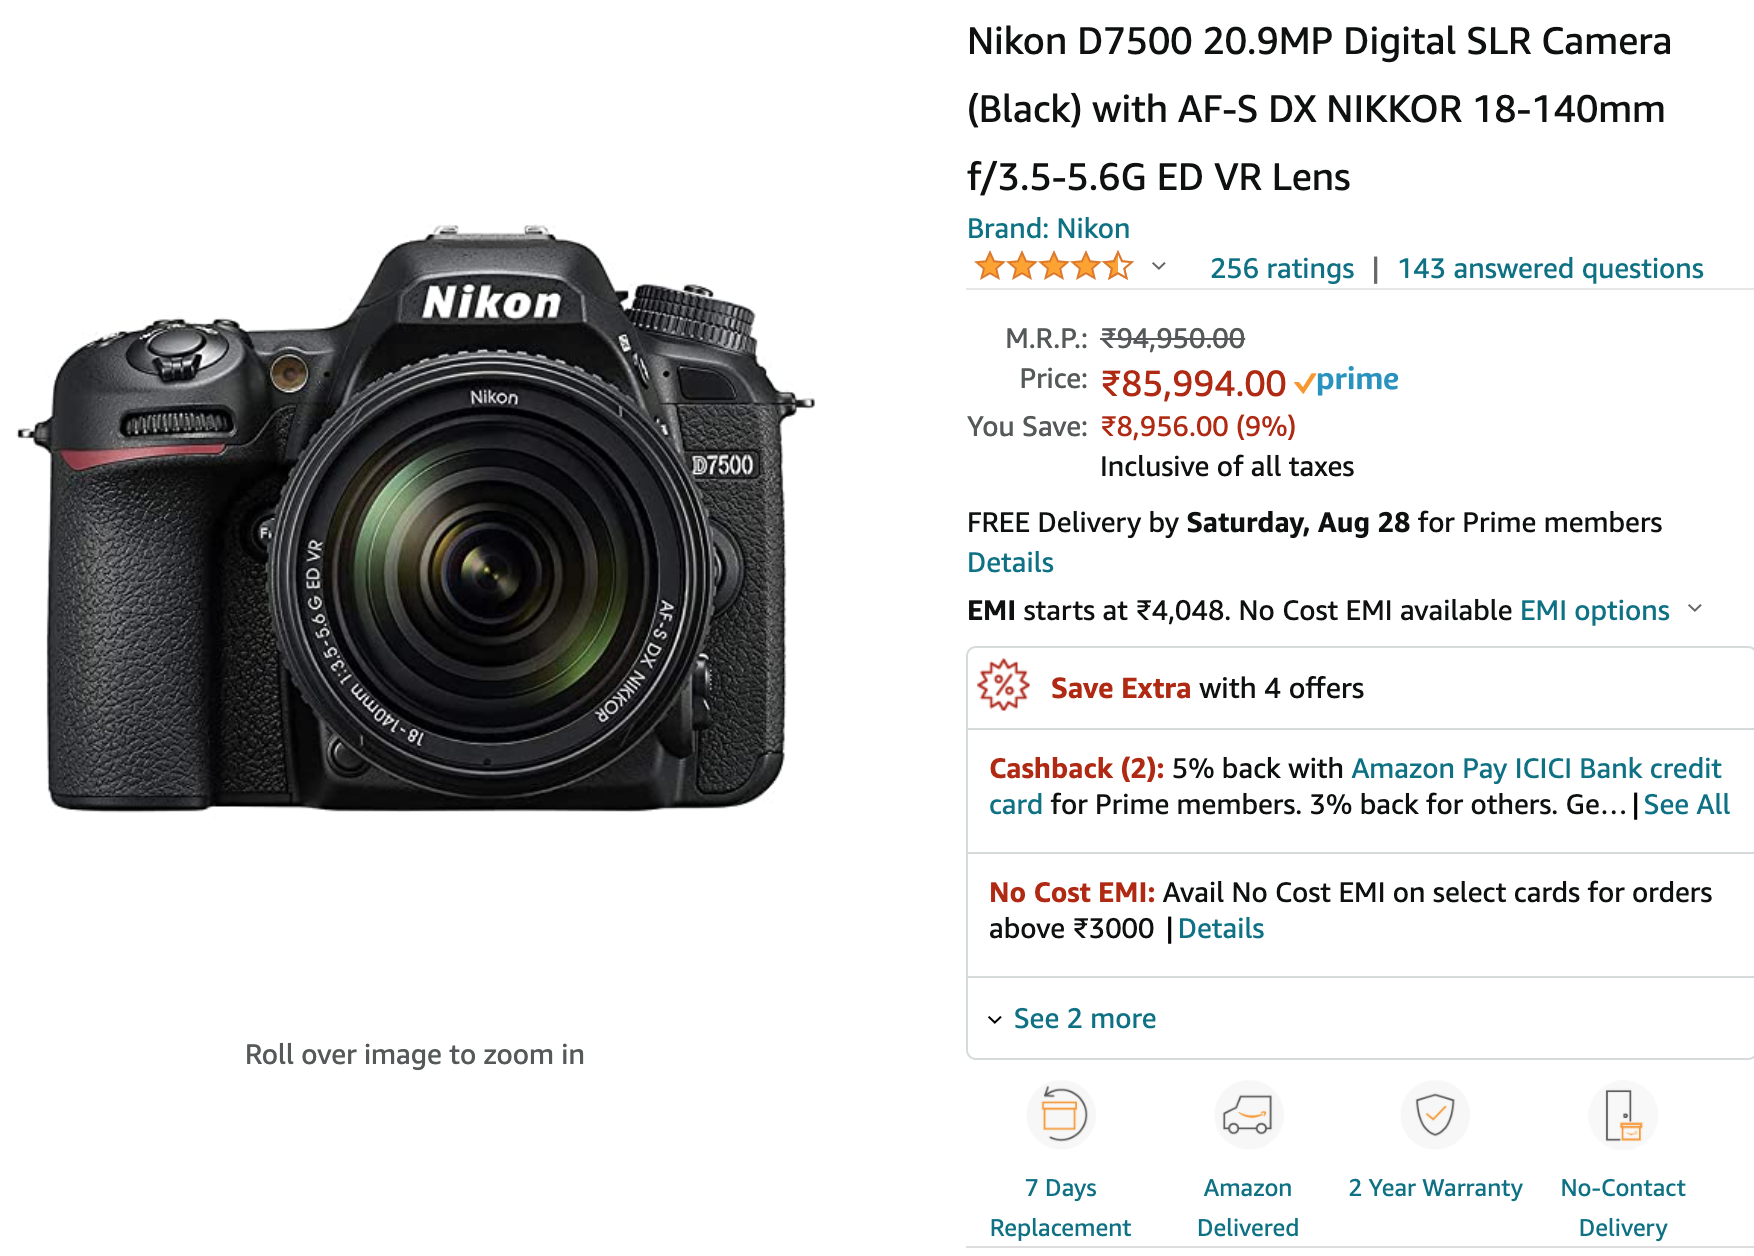 Nikon D7500 20.9MP Digital SLR Camera
(Black) with AF-S DX NIKKOR 18-140mm
f/3.5-5.6G ED VR Lens
Brand: Nikon
256 ratings | 143 answered questions
M.R.P.: ₹94,950.00
Price: ₹85,994.00 prime
You Save: ₹8,956.00 (9%)
Inclusive of all taxes
FREE Delivery by Saturday, Aug 28 for Prime members
Details
EMI starts at ₹4,048. No Cost EMI available EMI options
% Save Extra with 4 offers
Cashback (2): 5% back with Amazon Pay ICICI Bank credit
card for Prime members. 3% back for others. Ge… | See All
No Cost EMI: Avail No Cost EMI on select cards for orders
above ₹3000 | Details
See 2 more
7 Days
Replacement
Amazon
Delivered
2 Year Warranty
No-Contact
Delivery
Nikon
Nikon
D7500
18-140mm 1:3.5-5.6 G ED VR
AF-S DX NIKKOR
Roll over image to zoom in